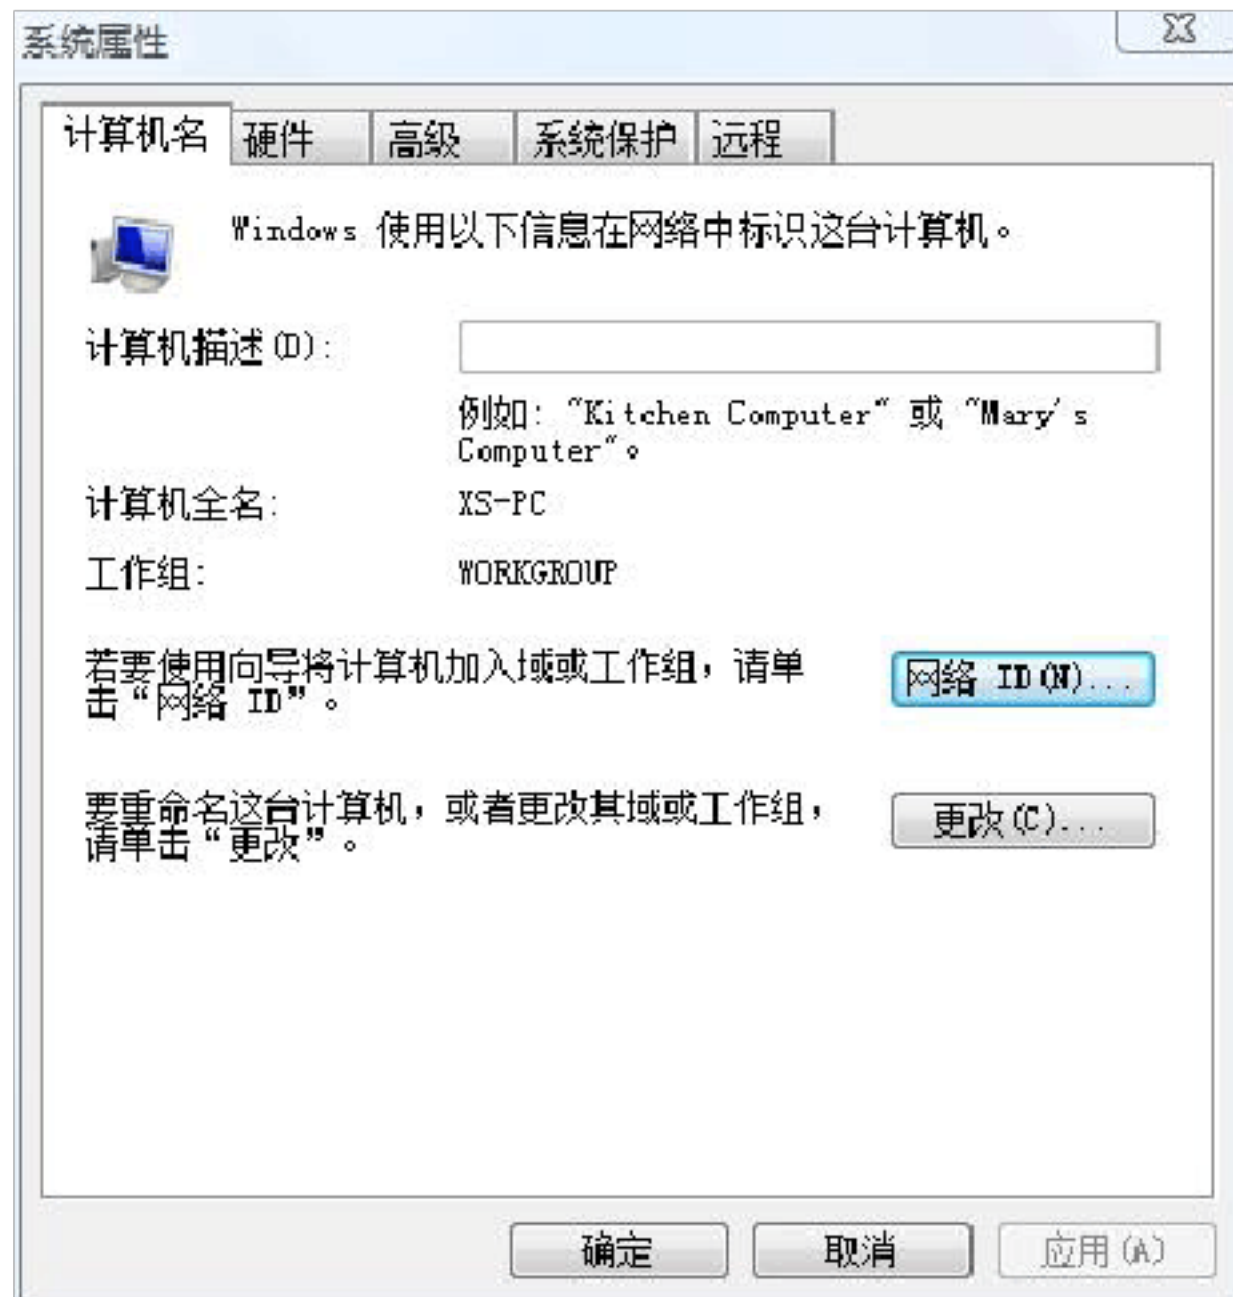 系统属性
计算机名 硬件 高级 系统保护 远程
Windows 使用以下信息在网络中标识这台计算机。
计算机描述(D):
例如: "Kitchen Computer" 或 "Mary's
Computer"。
计算机全名: XS-PC
工作组: WORKGROUP
若要使用向导将计算机加入域或工作组，请单
击“网络 ID”。
网络 ID(N)...
要重命名这台计算机，或者更改其域或工作组，
请单击“更改”。
更改(C)...
确定 取消 应用(A)